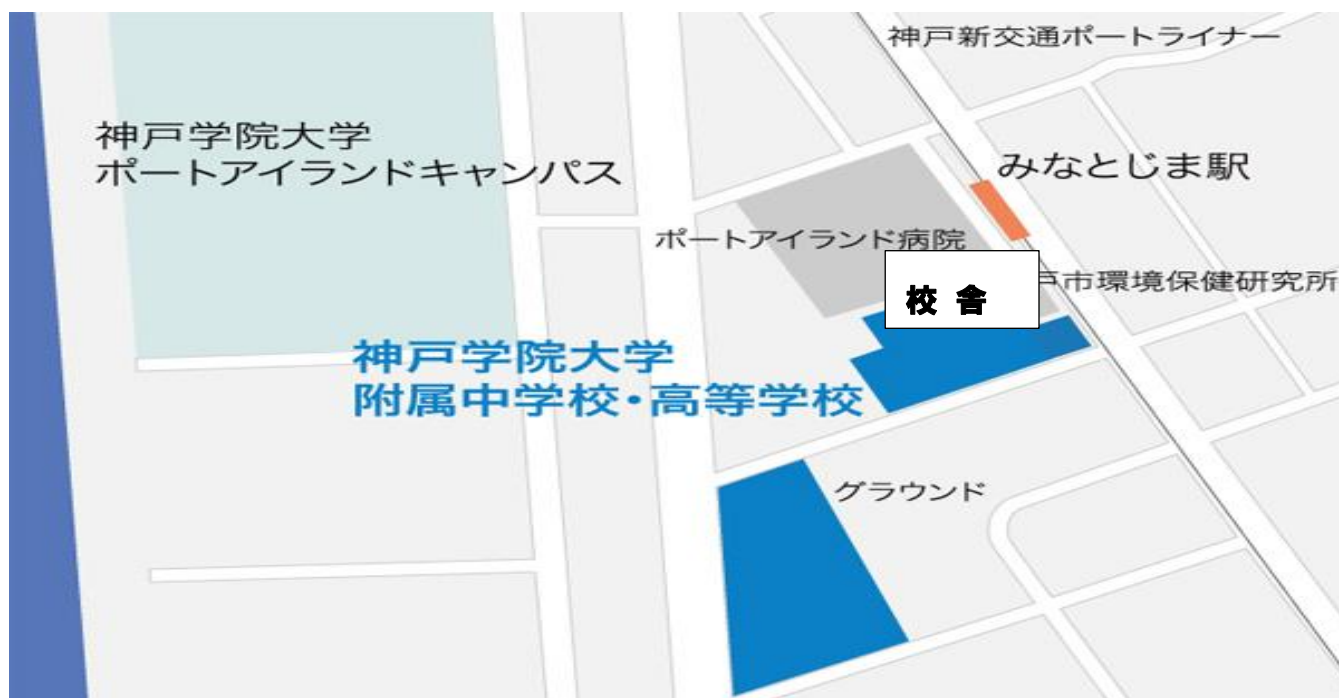 神戸新交通ポートライナー
神戸学院大学
ポートアイランドキャンパス
みなとじま駅
ポートアイランド病院
戸市環境保健研究所
校 舎
神戸学院大学
附属中学校・高等学校
グラウンド